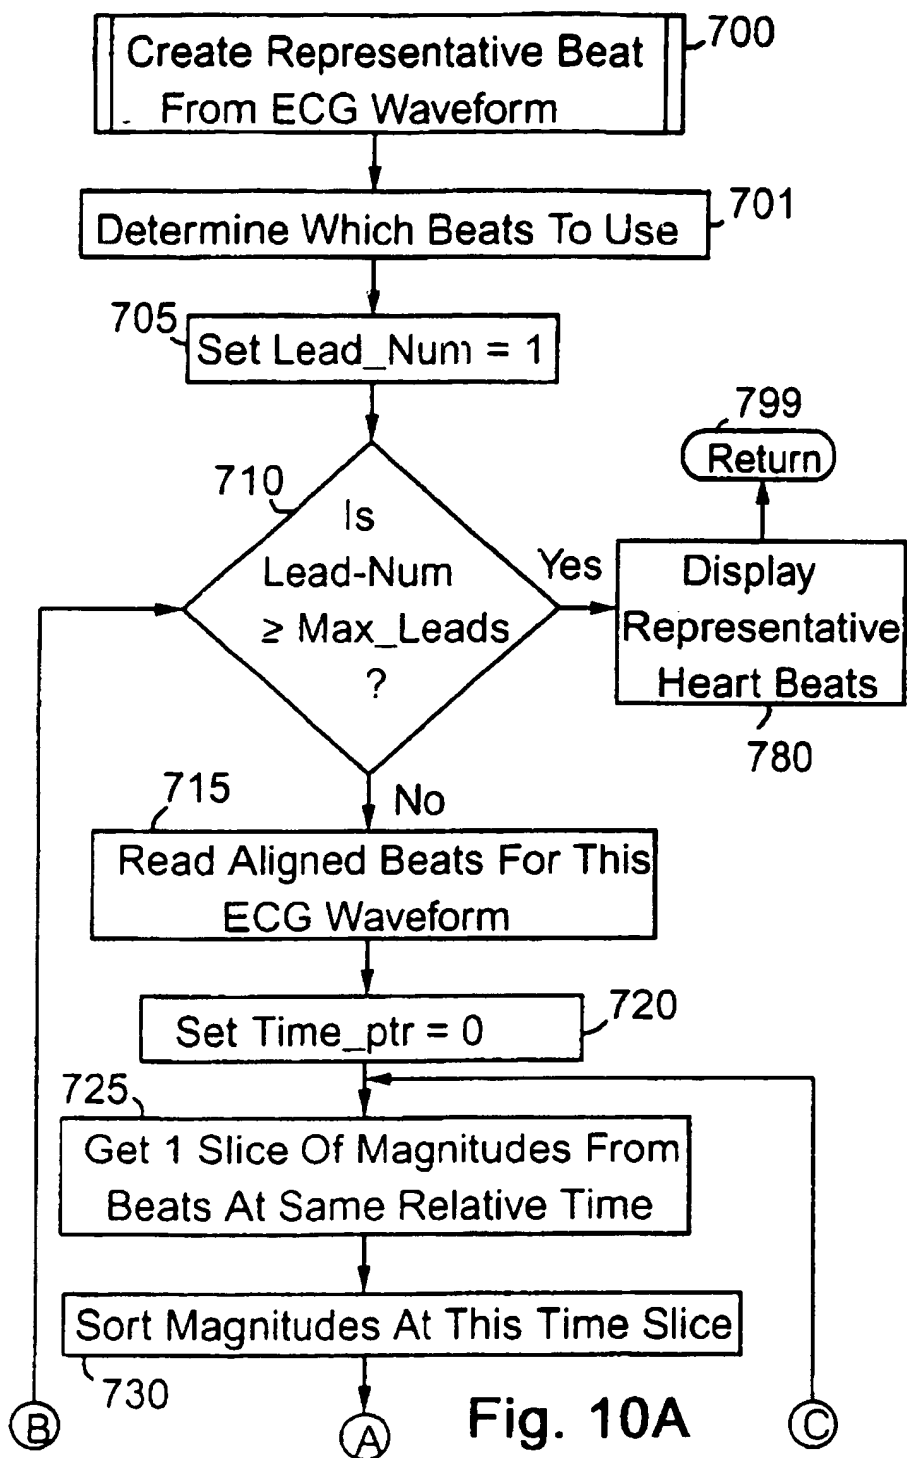 Create Representative Beat
From ECG Waveform
700
Determine Which Beats To Use
701
705
Set Lead_Num = 1
799
Return
710
Is
Lead-Num
≥ Max_Leads
?
Yes
Display
Representative
Heart Beats
780
No
715
Read Aligned Beats For This
ECG Waveform
Set Time_ptr = 0
720
725
Get 1 Slice Of Magnitudes From
Beats At Same Relative Time
Sort Magnitudes At This Time Slice
730
B
A
Fig. 10A
C